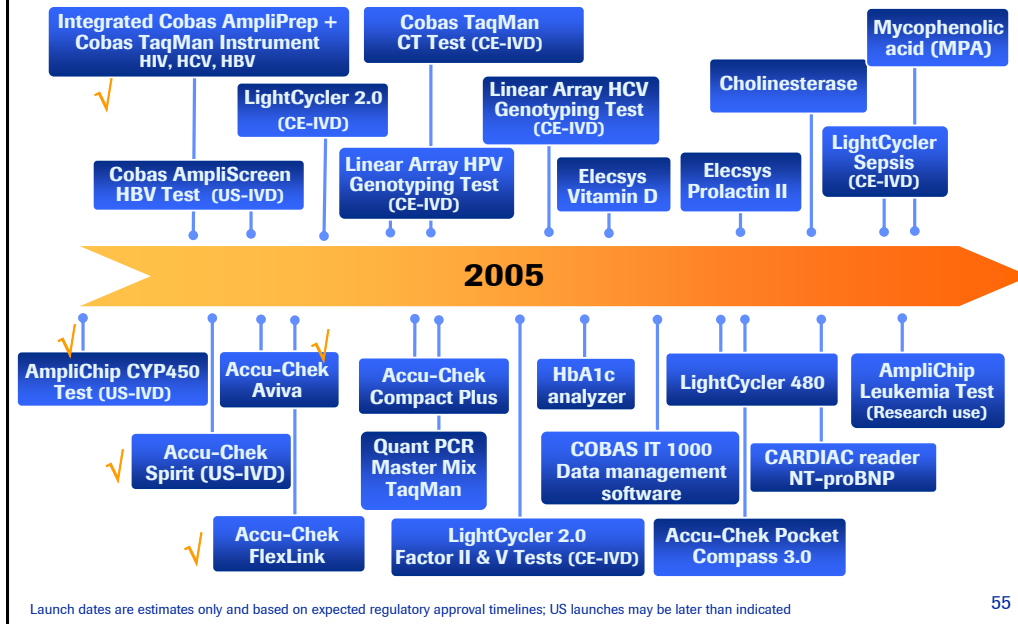 Integrated Cobas AmpliPrep +
Cobas TaqMan Instrument
HIV, HCV, HBV
Cobas TaqMan
CT Test (CE-IVD)
Mycophenolic
acid (MPA)
LightCycler 2.0
(CE-IVD)
Linear Array HCV
Genotyping Test
(CE-IVD)
Cholinesterase
Cobas AmpliScreen
HBV Test (US-IVD)
Linear Array HPV
Genotyping Test
(CE-IVD)
Elecsys
Vitamin D
Elecsys
Prolactin II
LightCycler
Sepsis
(CE-IVD)
2005
AmpliChip CYP450
Test (US-IVD)
Accu-Chek
Aviva
Accu-Chek
Compact Plus
HbA1c
analyzer
LightCycler 480
AmpliChip
Leukemia Test
(Research use)
Accu-Chek
Spirit (US-IVD)
Quant PCR
Master Mix
TaqMan
COBAS IT 1000
Data management
software
CARDIAC reader
NT-proBNP
Accu-Chek
FlexLink
LightCycler 2.0
Factor II & V Tests (CE-IVD)
Accu-Chek Pocket
Compass 3.0
Launch dates are estimates only and based on expected regulatory approval timelines; US launches may be later than indicated
55